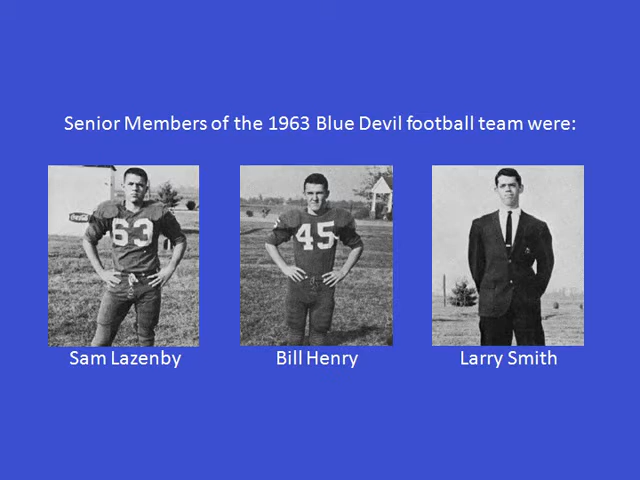 Senior Members of the 1963 Blue Devil football team were:
63
45
Sam Lazenby
Bill Henry
Larry Smith